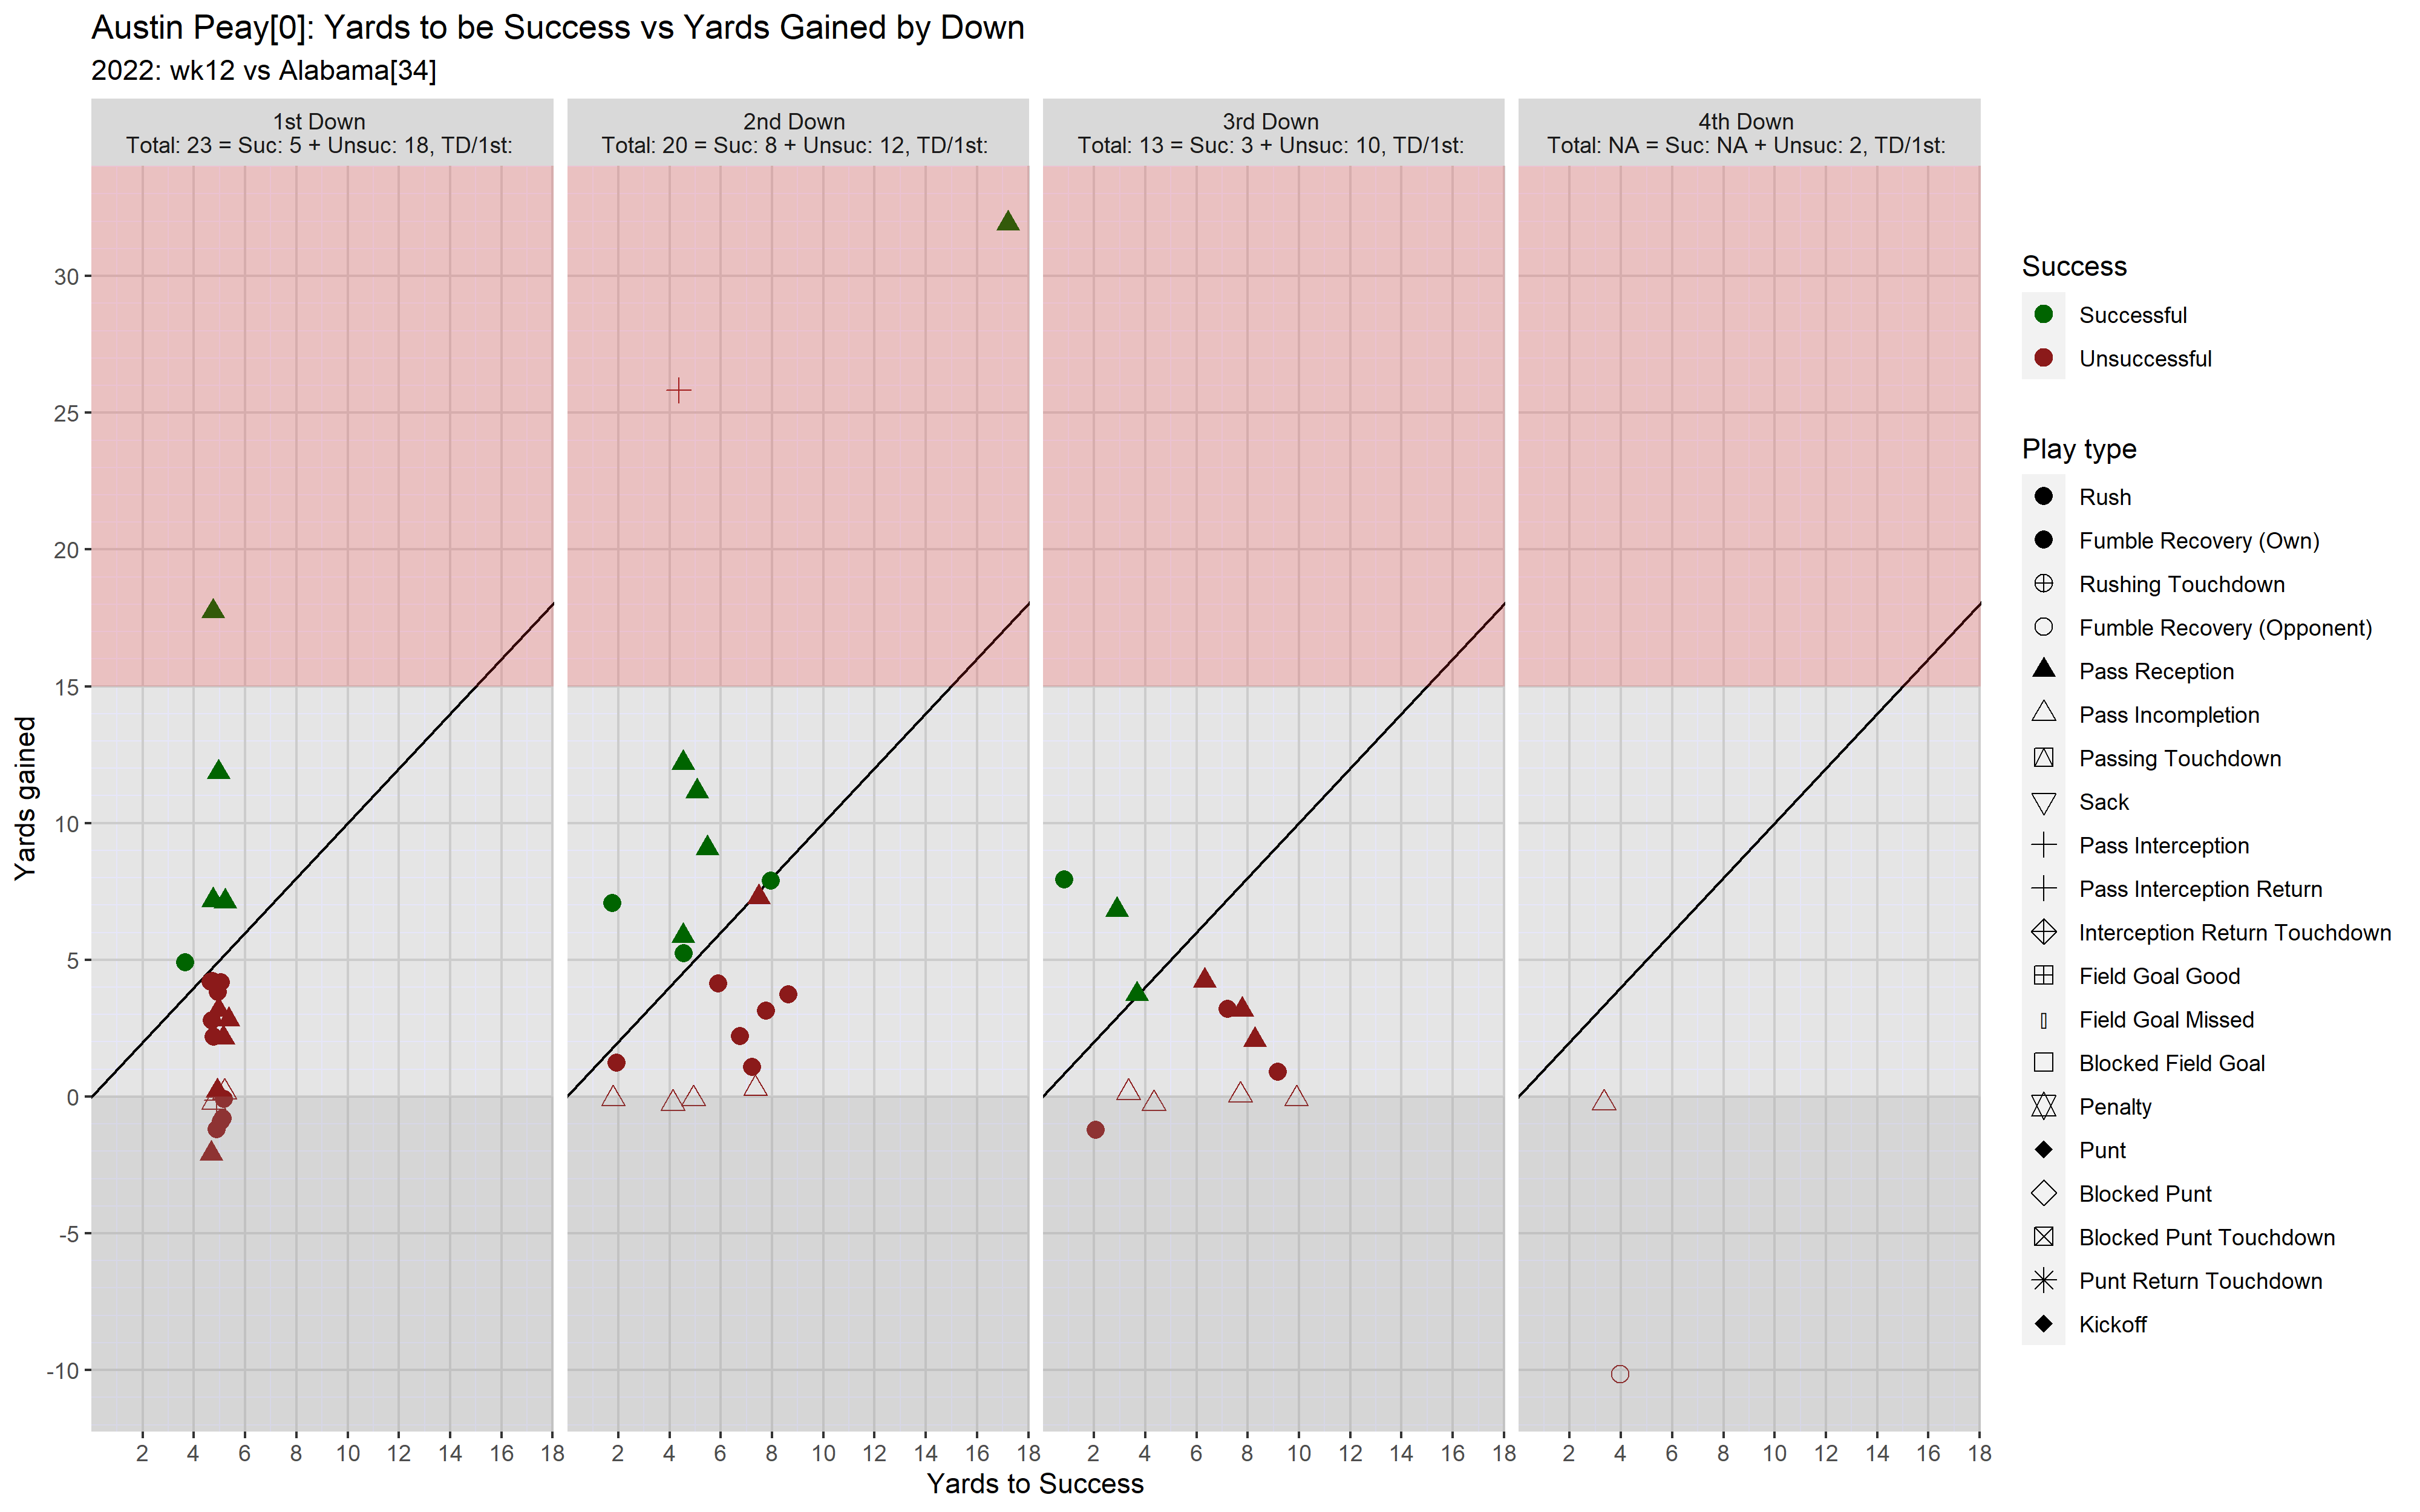 Austin Peay[0]: Yards to be Success vs Yards Gained by Down
2022: wk12 vs Alabama[34]
1st Down
Total: 23 = Suc: 5 + Unsuc: 18, TD/1st:
2nd Down
Total: 20 = Suc: 8 + Unsuc: 12, TD/1st:
3rd Down
Total: 13 = Suc: 3 + Unsuc: 10, TD/1st:
4th Down
Total: NA = Suc: NA + Unsuc: 2, TD/1st:
Yards gained
30
25
20
15
10
5
0
-5
-10
2 4 6 8 10 12 14 16 18
2 4 6 8 10 12 14 16 18
2 4 6 8 10 12 14 16 18
2 4 6 8 10 12 14 16 18
Yards to Success
Success
Successful
Unsuccessful
Play type
Rush
Fumble Recovery (Own)
Rushing Touchdown
Fumble Recovery (Opponent)
Pass Reception
Pass Incompletion
Passing Touchdown
Sack
Pass Interception
Pass Interception Return
Interception Return Touchdown
Field Goal Good
Field Goal Missed
Blocked Field Goal
Penalty
Punt
Blocked Punt
Blocked Punt Touchdown
Punt Return Touchdown
Kickoff